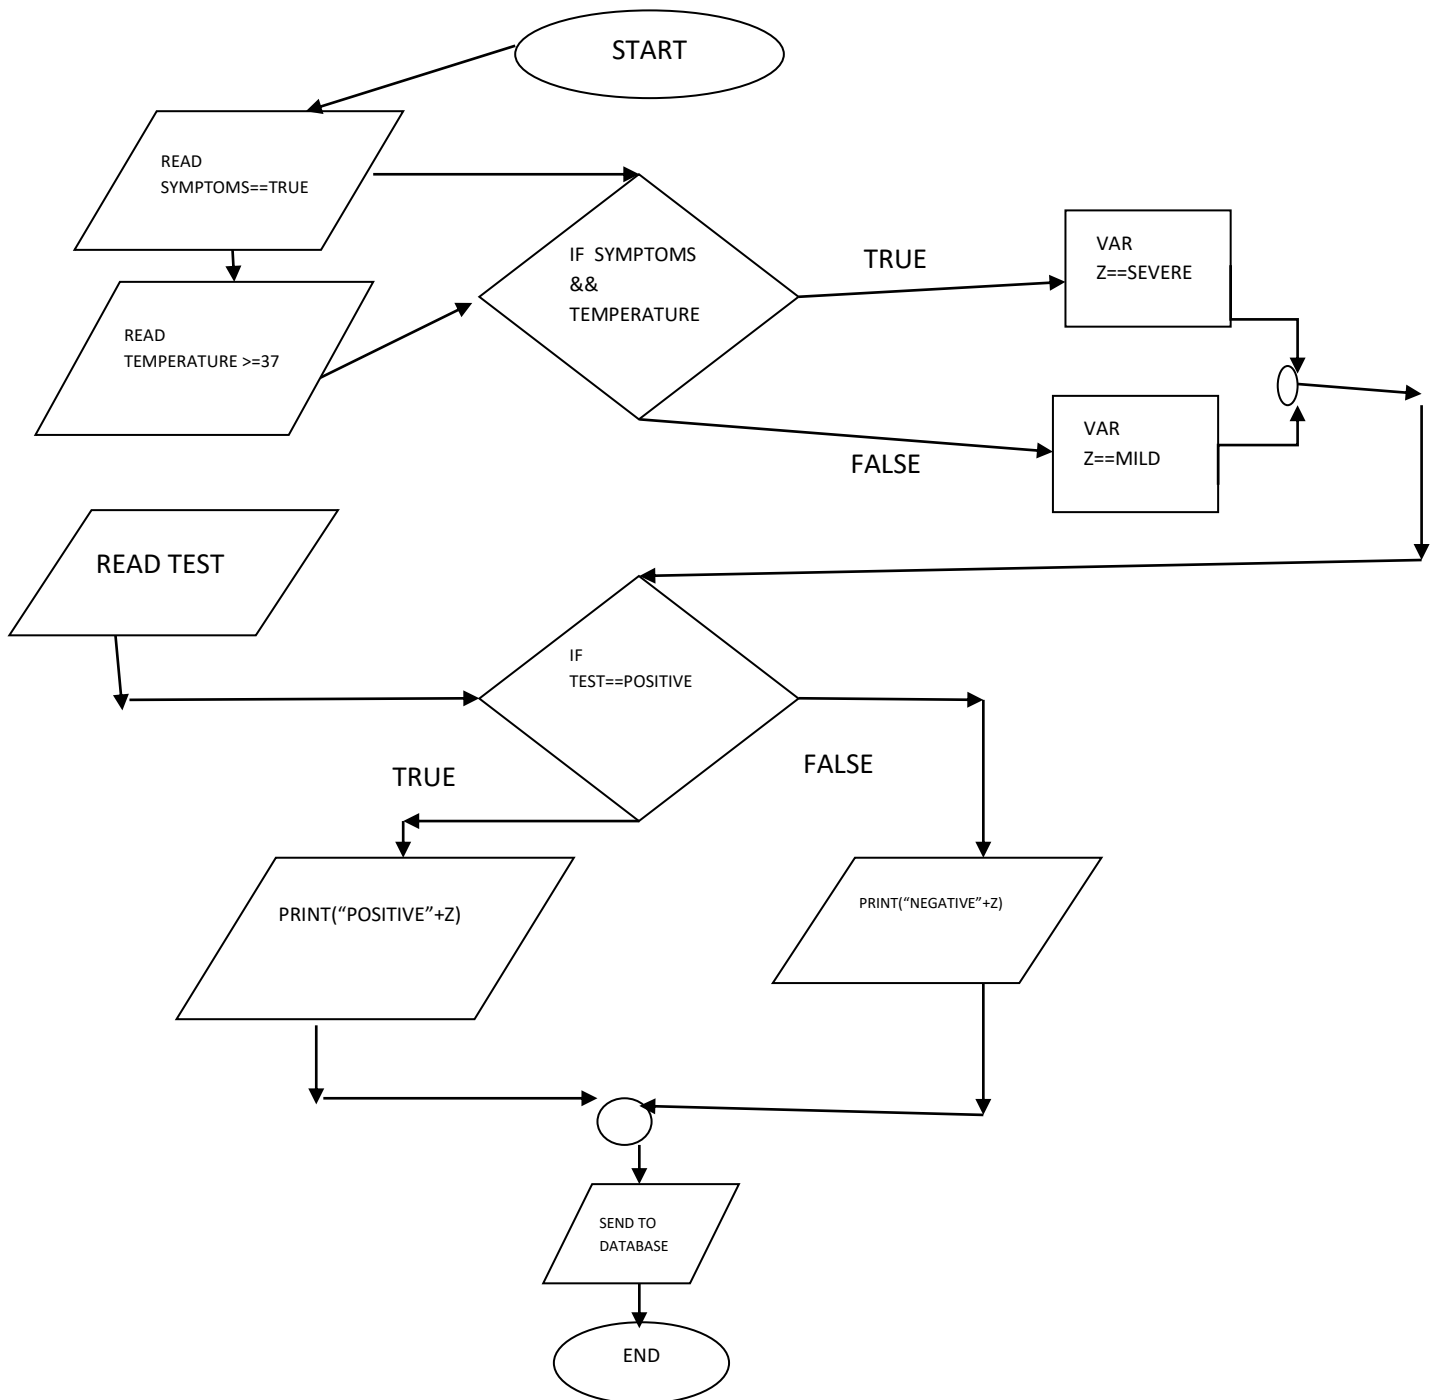 START
READ
SYMPTOMS==TRUE
IF SYMPTOMS
&&
TEMPERATURE
TRUE
VAR
Z==SEVERE
READ
TEMPERATURE >=37
FALSE
VAR
Z==MILD
READ TEST
IF
TEST==POSITIVE
TRUE
FALSE
PRINT(“POSITIVE”+Z)
PRINT(“NEGATIVE”+Z)
SEND TO
DATABASE
END